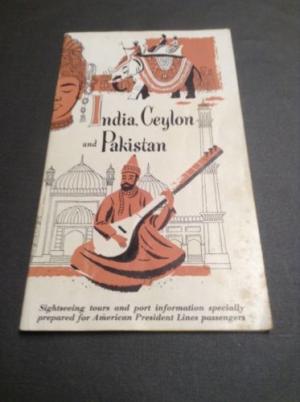 India, Ceylon
and Pakistan
Sightseeing tours and port information specially
prepared for American President Lines passengers